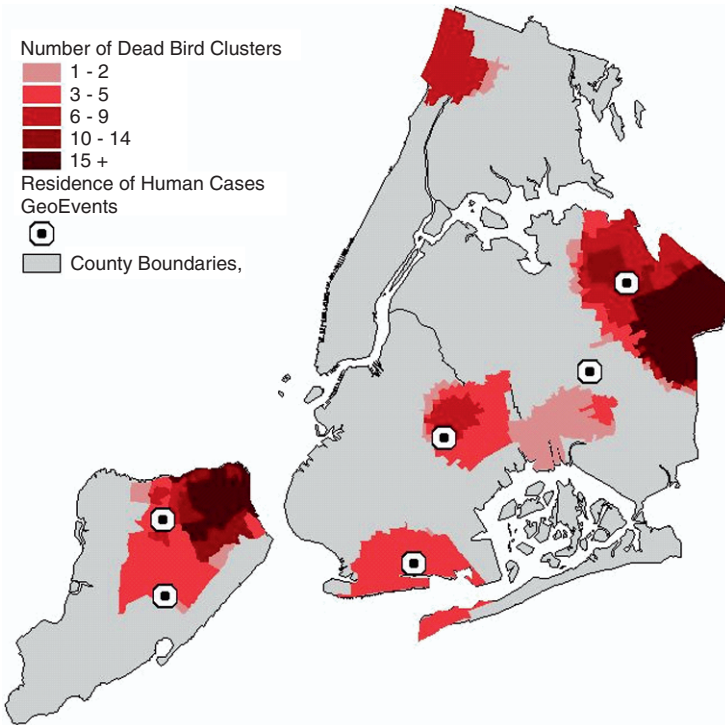 Number of Dead Bird Clusters
1 - 2
3 - 5
6 - 9
10 - 14
15 +
Residence of Human Cases
GeoEvents
County Boundaries,